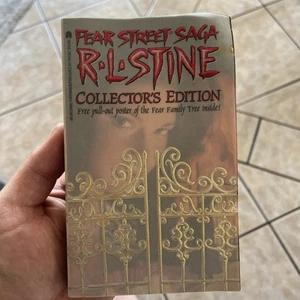 FEAR STREET SAGA
R•L•STINE
COLLECTOR'S EDITION
Free pull-out poster of the Fear Family Tree inside!